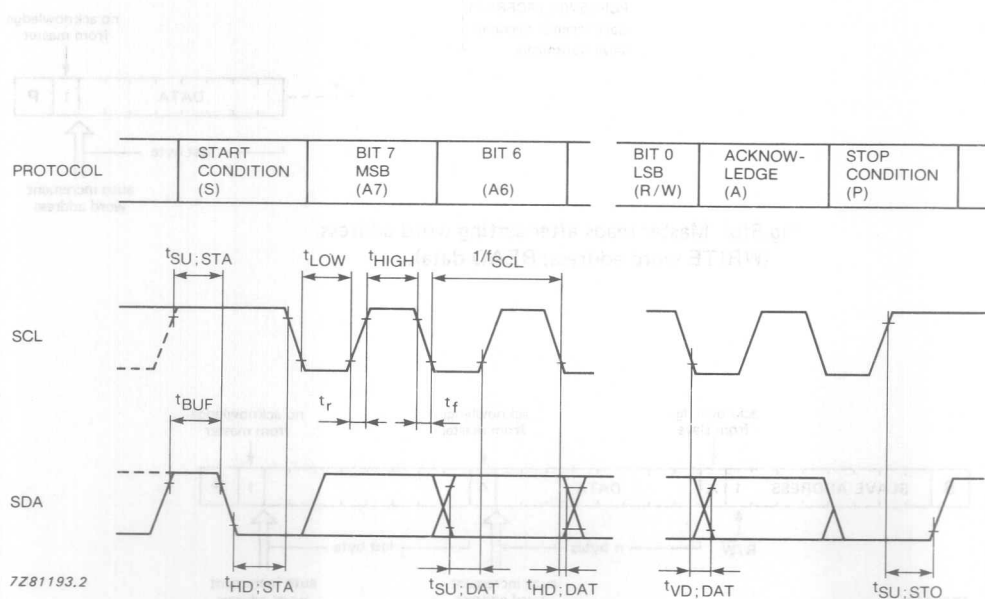 PROTOCOL
START CONDITION (S)
BIT 7 MSB (A7)
BIT 6 (A6)
BIT 0 LSB (R/W)
ACKNOW-LEDGE (A)
STOP CONDITION (P)
tSU;STA
tLOW
tHIGH
1/fSCL
SCL
tBUF
tr
tf
SDA
7Z81193.2
tHD;STA
tSU;DAT
tHD;DAT
tVD;DAT
tSU;STO